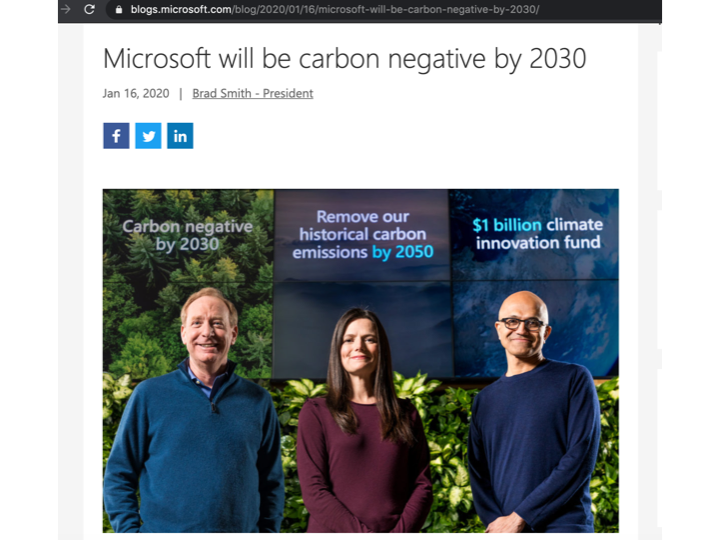 blogs.microsoft.com/blog/2020/01/16/microsoft-will-be-carbon-negative-by-2030/
Microsoft will be carbon negative by 2030
Jan 16, 2020 | Brad Smith - President
f
in
Carbon negative
by 2030
Remove our
historical carbon
emissions by 2050
$1 billion climate
innovation fund